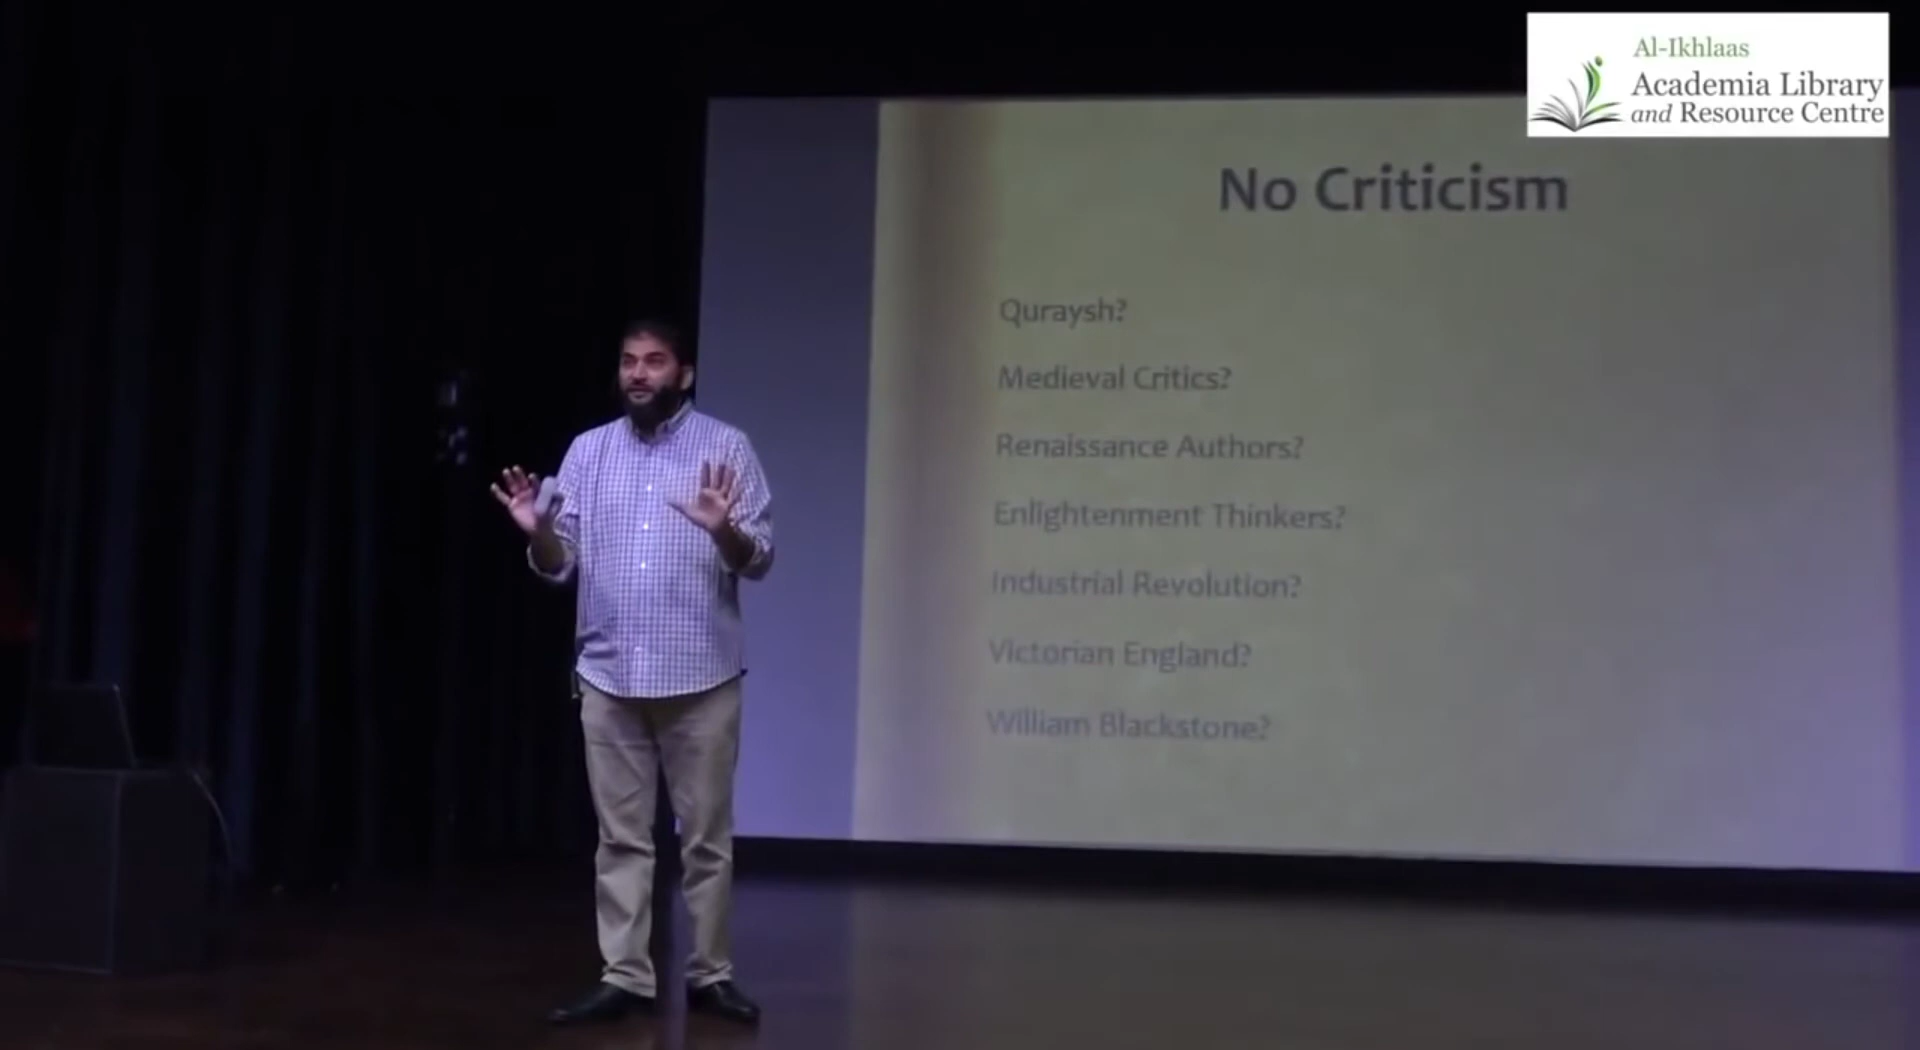 Al-Ikhlaas
Academia Library
and Resource Centre
No Criticism
Quraysh?
Medieval Critics?
Renaissance Authors?
Enlightenment Thinkers?
Industrial Revolution?
Victorian England?
William Blackstone?